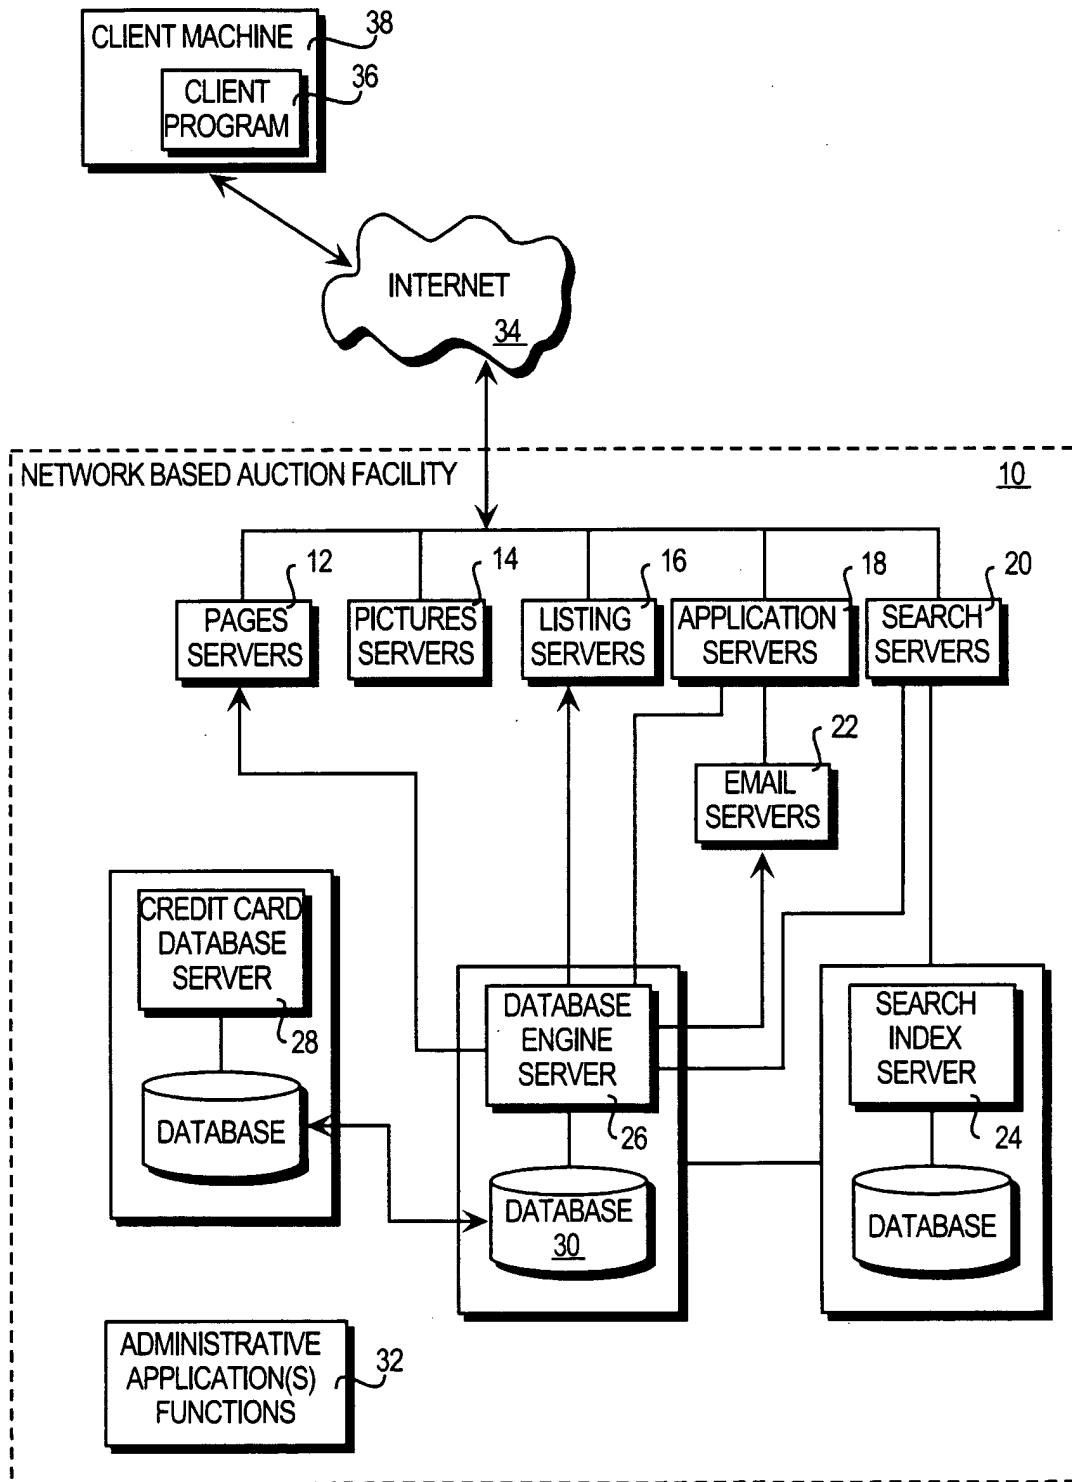 CLIENT MACHINE
38
CLIENT
PROGRAM
36
INTERNET
34
NETWORK BASED AUCTION FACILITY
10
12
14
16
18
20
PAGES
SERVERS
PICTURES
SERVERS
LISTING
SERVERS
APPLICATION
SERVERS
SEARCH
SERVERS
22
EMAIL
SERVERS
CREDIT CARD
DATABASE
SERVER
28
DATABASE
DATABASE
ENGINE
SERVER
26
DATABASE
30
SEARCH
INDEX
SERVER
24
DATABASE
ADMINISTRATIVE
APPLICATION(S)
FUNCTIONS
32